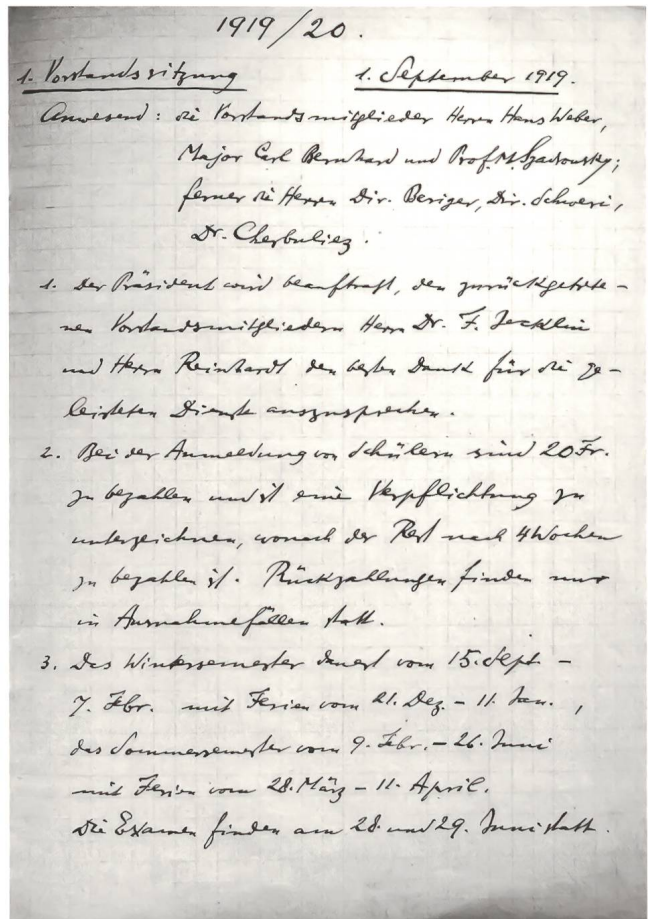 1919/20.
1. Vorstandssitzung 1. September 1919.
Anwesend: die Vorstandsmitglieder Herren Hans Weber,
Major Carl Bernhard und Prof. M. Szadrowsky;
ferner die Herren Dir. Beriger, Dir. Schweri,
Dr. Cherbuliez.
1. Der Präsident wird beauftragt, den zurückgetrete-
nen Vorstandsmitgliedern Herrn Dr. F. Jecklin
und Herrn Reinhardt den besten Dank für die ge-
leisteten Dienste auszusprechen.
2. Bei der Anmeldung von Schülern sind 20 Fr.
zu bezahlen und ist eine Verpflichtung zu
unterzeichnen, wonach der Rest nach 4 Wochen
zu bezahlen ist. Rückzahlungen finden nur
in Ausnahmefällen statt.
3. Das Wintersemester dauert vom 15. Sept. -
7. Febr. mit Ferien vom 21. Dez. - 11. Jan.,
das Sommersemester vom 9. Febr. - 26. Juni
mit Ferien vom 28. März - 11. April.
Die Examen finden am 28. und 29. Juni statt.